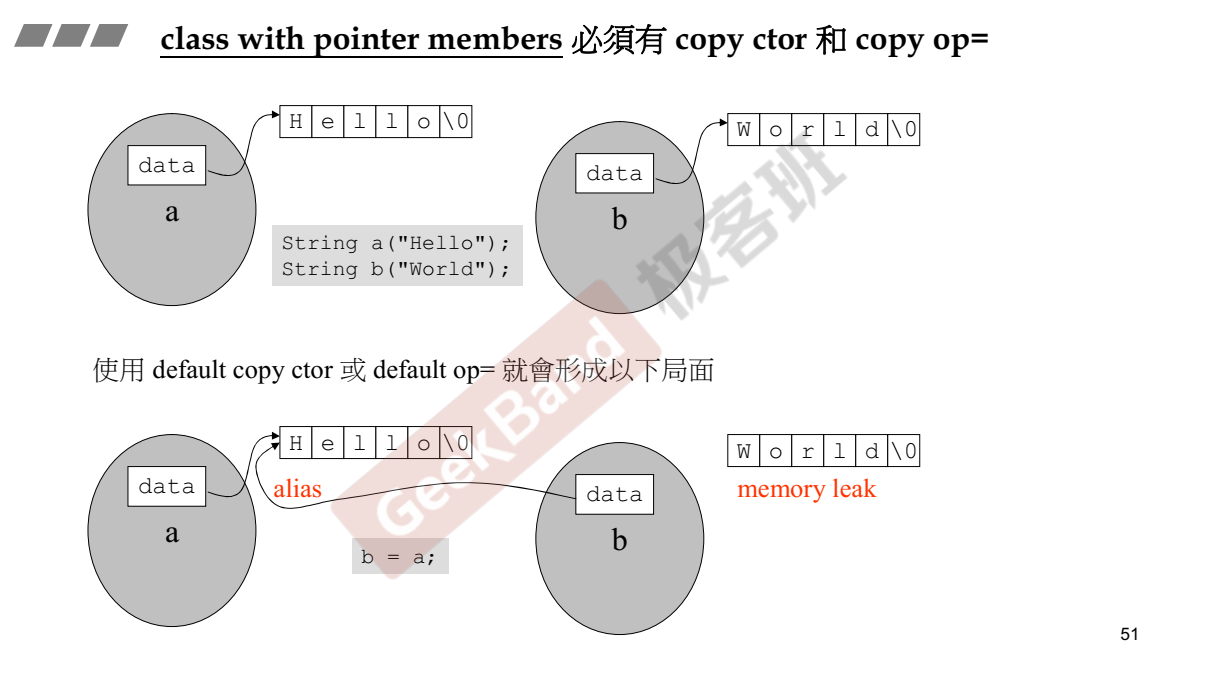 class with pointer members 必須有 copy ctor 和 copy op=
H e l l o \0
W o r l d \0
data
data
a
b
String a("Hello");
String b("World");
极客班
GeekBand
使用 default copy ctor 或 default op= 就會形成以下局面
H e l l o \0
W o r l d \0
data
alias
data
memory leak
a
b
b = a;
51